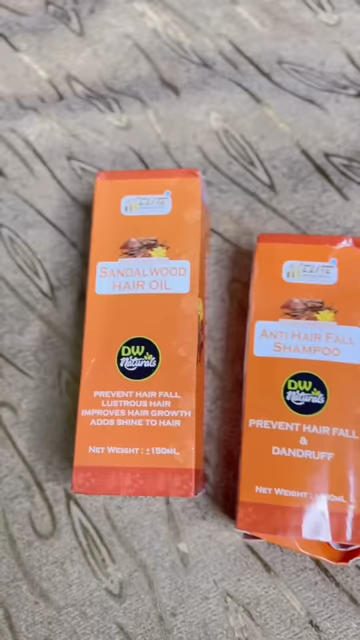 SANDALWOOD
HAIR OIL
DW
Naturals
PREVENT HAIR FALL
LUSTROUS HAIR
IMPROVES HAIR GROWTH
ADDS SHINE TO HAIR
NET WEIGHT : ±150ML
ANTI HAIR FALL
SHAMPOO
DW
Naturals
PREVENT HAIR FALL
&
DANDRUFF
NET WEIGHT :